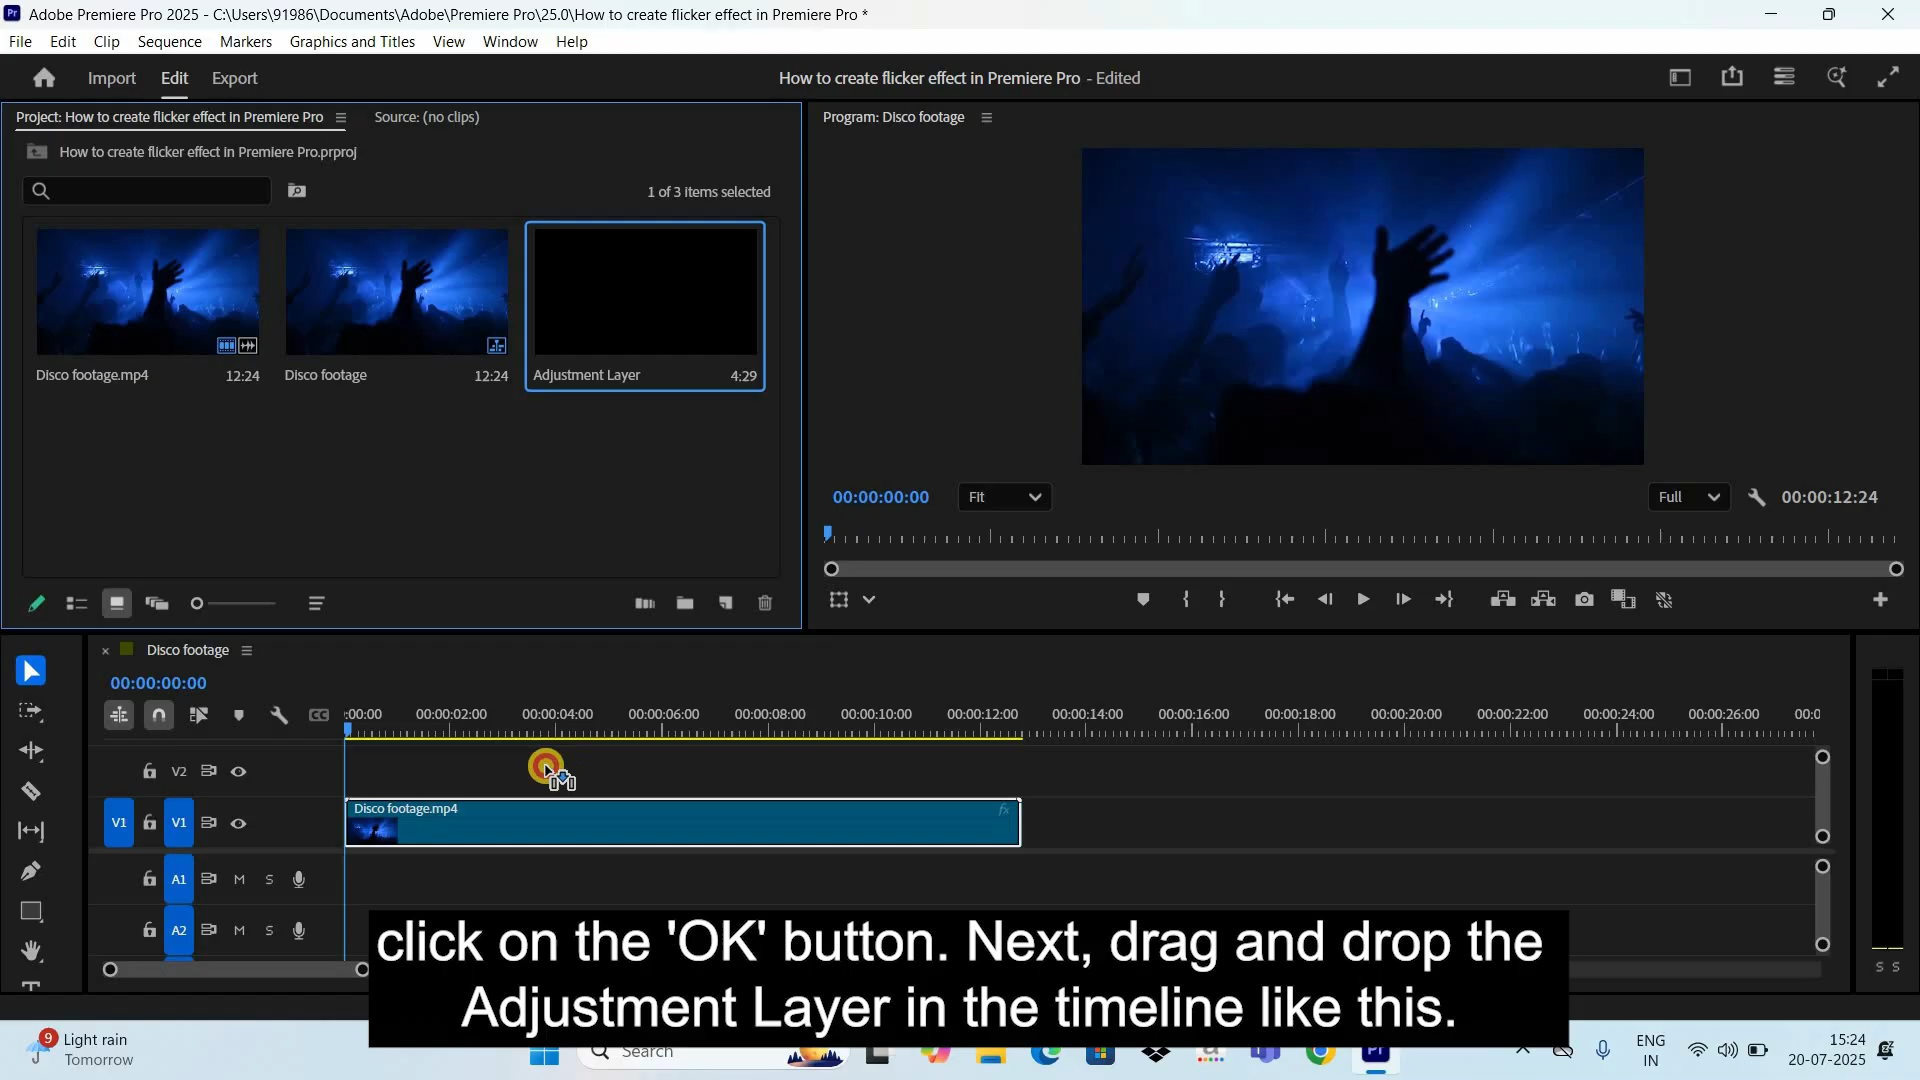 Pr Adobe Premiere Pro 2025 - C:\Users\91986\Documents\Adobe\Premiere Pro\25.0\How to create flicker effect in Premiere Pro *
File Edit Clip Sequence Markers Graphics and Titles View Window Help
Import Edit Export
How to create flicker effect in Premiere Pro - Edited
Project: How to create flicker effect in Premiere Pro
Source: (no clips)
Program: Disco footage
How to create flicker effect in Premiere Pro.prproj
1 of 3 items selected
Disco footage.mp4 12:24
Disco footage 12:24
Adjustment Layer 4:29
00:00:00:00 Fit Full 00:00:12:24
Disco footage
00:00:00:00
:00:00 00:00:02:00 00:00:04:00 00:00:06:00 00:00:08:00 00:00:10:00 00:00:12:00 00:00:14:00 00:00:16:00 00:00:18:00 00:00:20:00 00:00:22:00 00:00:24:00 00:00:26:00 00:0
CC
V2
Disco footage.mp4 fx
V1 V1
A1 M S
A2 M S
S S
click on the 'OK' button. Next, drag and drop the
Adjustment Layer in the timeline like this.
9 Light rain
Tomorrow
Search
Pr
ENG
IN
15:24
20-07-2025